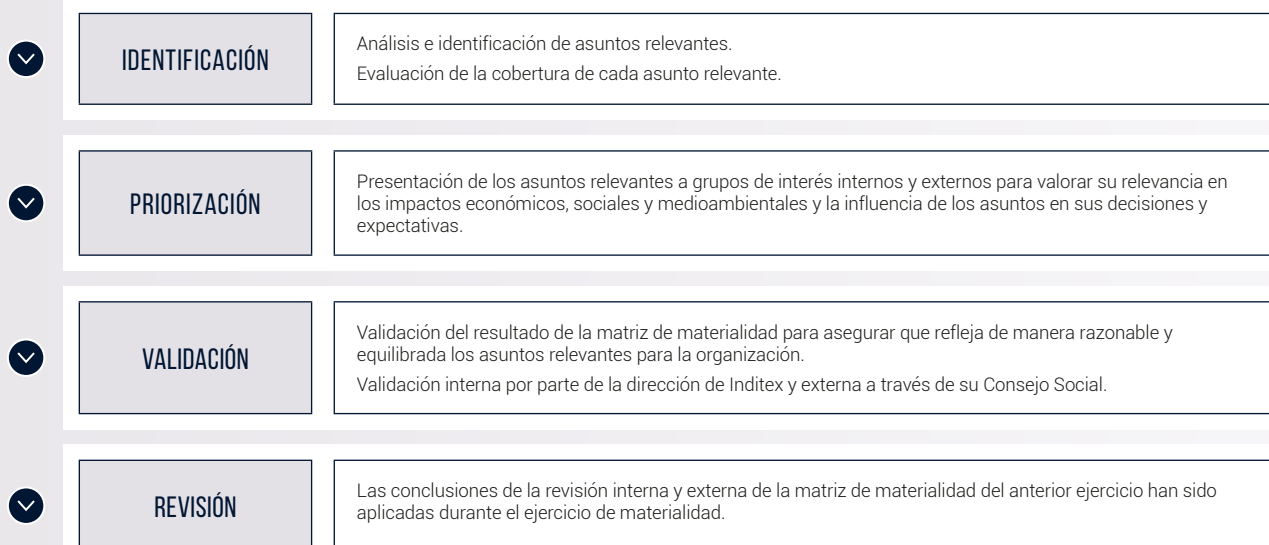 IDENTIFICACIÓN
Análisis e identificación de asuntos relevantes.
Evaluación de la cobertura de cada asunto relevante.
PRIORIZACIÓN
Presentación de los asuntos relevantes a grupos de interés internos y externos para valorar su relevancia en
los impactos económicos, sociales y medioambientales y la influencia de los asuntos en sus decisiones y
expectativas.
VALIDACIÓN
Validación del resultado de la matriz de materialidad para asegurar que refleja de manera razonable y
equilibrada los asuntos relevantes para la organización.
Validación interna por parte de la dirección de Inditex y externa a través de su Consejo Social.
REVISIÓN
Las conclusiones de la revisión interna y externa de la matriz de materialidad del anterior ejercicio han sido
aplicadas durante el ejercicio de materialidad.